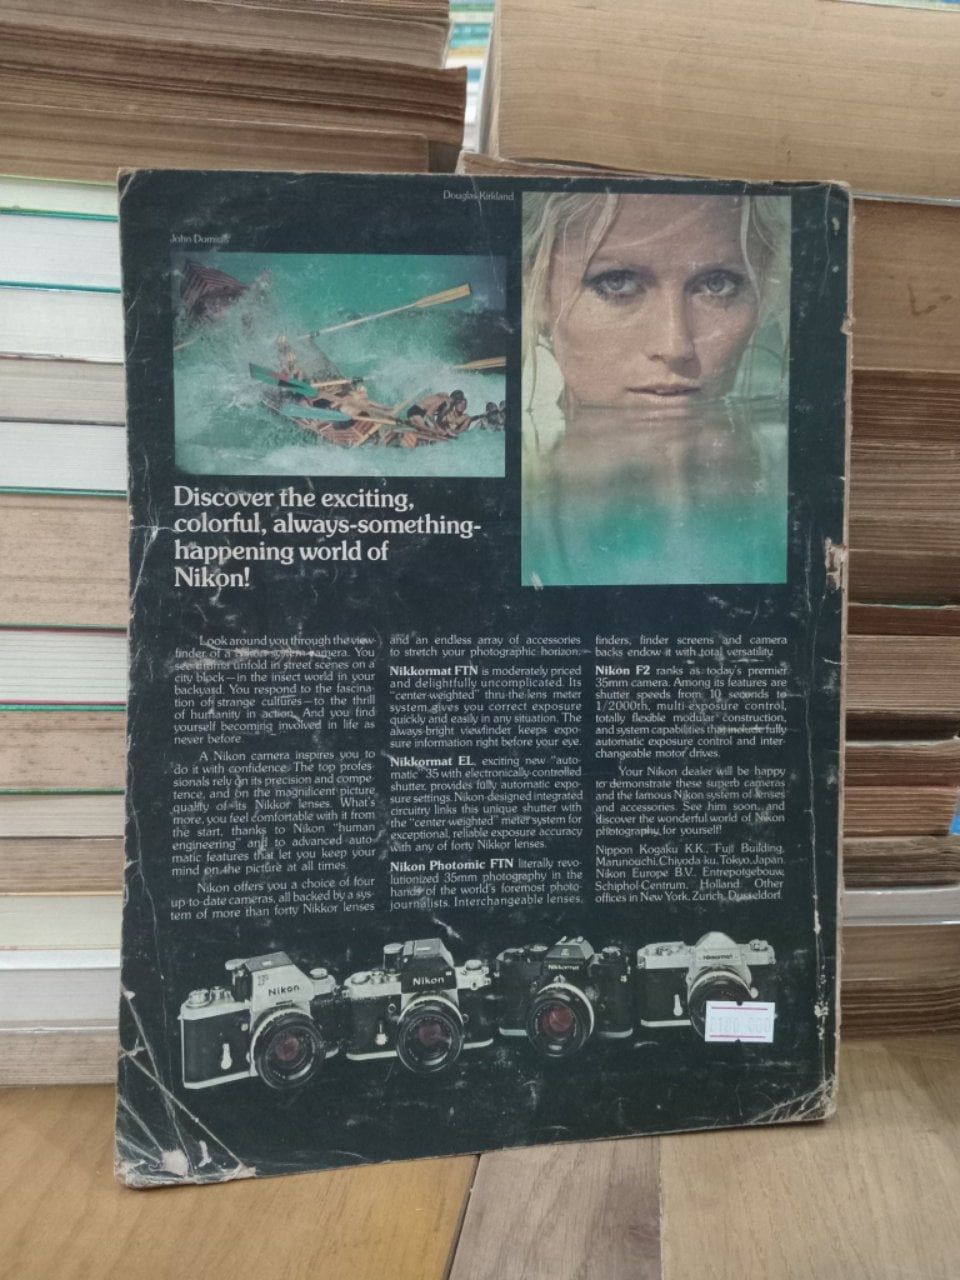 Douglas Kirkland
John Dominis
Discover the exciting,
colorful, always-something-
happening world of
Nikon!
Look around you through the view-
finder of a Nikon system camera. You
see drama unfold in street scenes on a
city block—in the insect world in your
backyard. You respond to the fascina-
tion of strange cultures—to the thrill
of humanity in action. And you find
yourself becoming involved in life as
never before.
A Nikon camera inspires you to
do it with confidence. The top profes-
sionals rely on its precision and compe-
tence, and on the magnificent picture
quality of its Nikkor lenses. What's
more, you feel comfortable with it from
the start, thanks to Nikon "human
engineering" and to advanced auto-
matic features that let you keep your
mind on the picture at all times.
Nikon offers you a choice of four
up-to-date cameras, all backed by a sys-
tem of more than forty Nikkor lenses
and an endless array of accessories
to stretch your photographic horizon.
Nikkormat FTN is moderately priced
and delightfully uncomplicated. Its
"center-weighted" thru-the-lens meter
system gives you correct exposure
quickly and easily in any situation. The
always-bright viewfinder keeps expo-
sure information right before your eye.
Nikkormat EL, exciting new "auto-
matic" 35 with electronically-controlled
shutter, provides fully automatic expo-
sure settings. Nikon-designed integrated
circuitry links this unique shutter with
the "center-weighted" meter system for
exceptional, reliable exposure accuracy
with any of forty Nikkor lenses.
Nikon Photomic FTN literally revo-
lutionized 35mm photography in the
hands of the world's foremost photo-
journalists. Interchangeable lenses,
finders, finder screens and camera
backs endow it with total versatility.
Nikon F2 ranks as today's premier
35mm camera. Among its features are
shutter speeds from 10 seconds to
1/2000th, multi-exposure control,
totally flexible modular construction,
and system capabilities that include fully
automatic exposure control and inter-
changeable motor drives.
Your Nikon dealer will be happy
to demonstrate these superb cameras
and the famous Nikon system of lenses
and accessories. See him soon, and
discover the wonderful world of Nikon
photography, for yourself!
Nippon Kogaku K.K., Fuji Building,
Marunouchi, Chiyoda-ku, Tokyo, Japan.
Nikon Europe B.V., Entrepotgebouw,
Schiphol-Centrum, Holland. Other
offices in New York, Zurich, Dusseldorf.
F
Nikon
Nikon
Nikkormat
Nikkormat